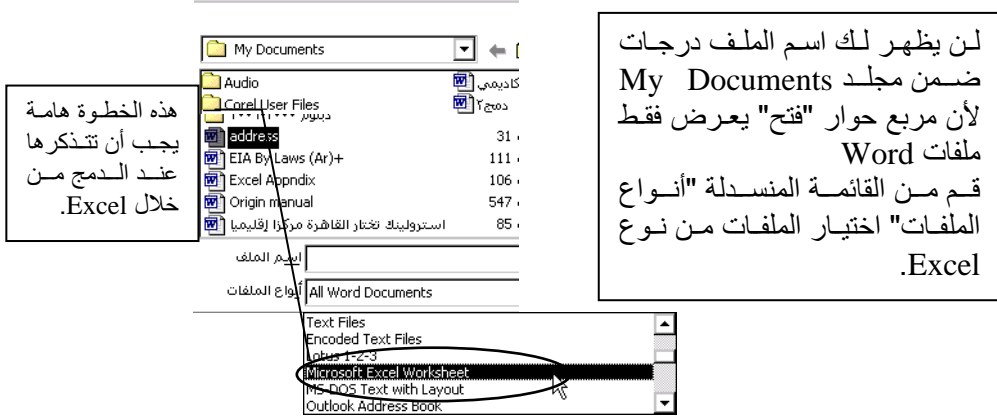 لن يظهر لك اسم الملف درجات
ضمن مجلد My Documents
لأن مربع حوار "فتح" يعرض فقط
ملفات Word
قم من القائمة المنسدلة "أنواع
الملفات" اختيار الملفات من نوع
Excel.
هذه الخطوة هامة
يجب أن تتذكرها
عند الدمج من
خلال Excel.
My Documents
Audio
Corel User Files
address
EIA By Laws (Ar)+
Excel Appndix
Origin manual
استرولينك تختار القاهرة مركزا إقليميا
دمج٢
31
111
106
547
85
اسم الملف
أنواع الملفات All Word Documents
Text Files
Encoded Text Files
Lotus 1-2-3
Microsoft Excel Worksheet
MS-DOS Text with Layout
Outlook Address Book